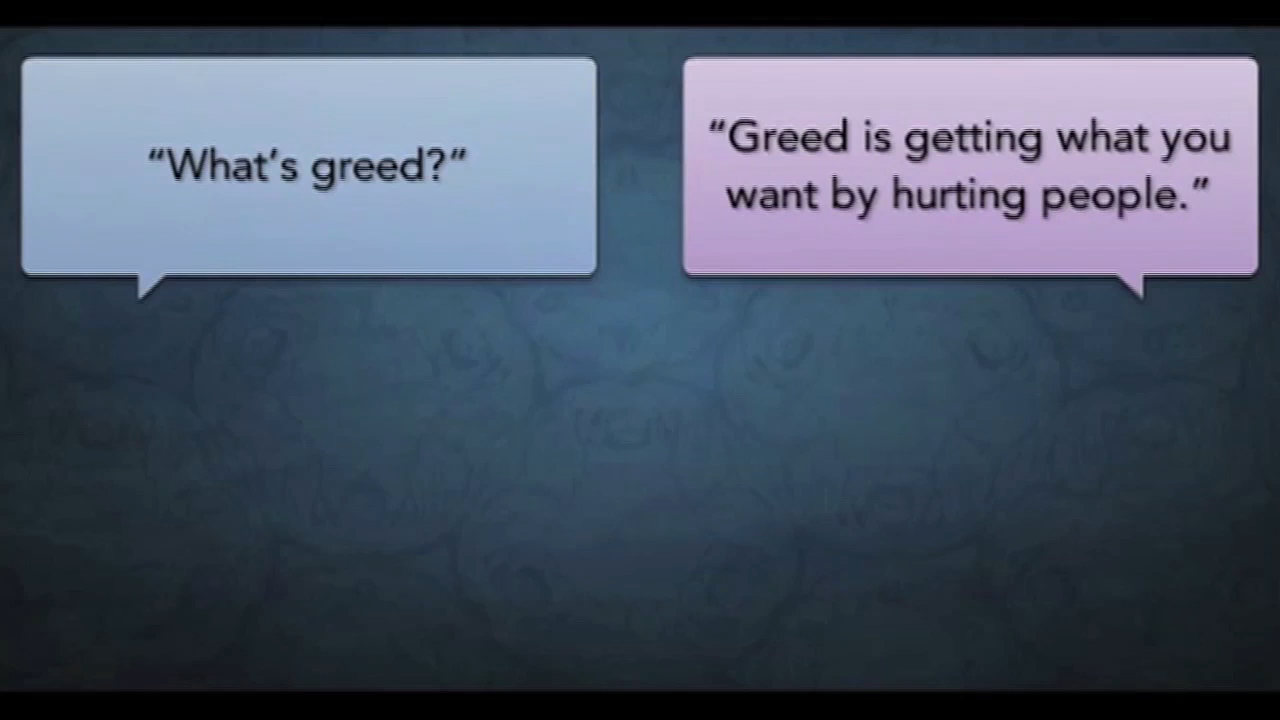 “What’s greed?“
“Greed is getting what you
want by hurting people.”